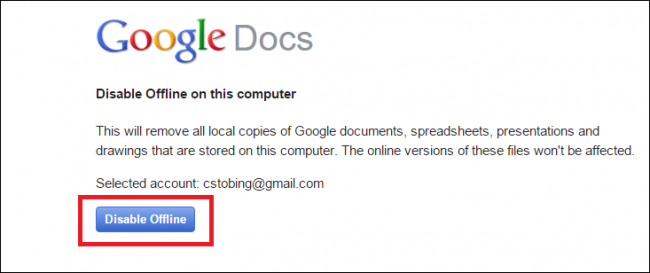 Google Docs
Disable Offline on this computer
This will remove all local copies of Google documents, spreadsheets, presentations and
drawings that are stored on this computer. The online versions of these files won't be affected.
Selected account: cstobing@gmail.com
Disable Offline